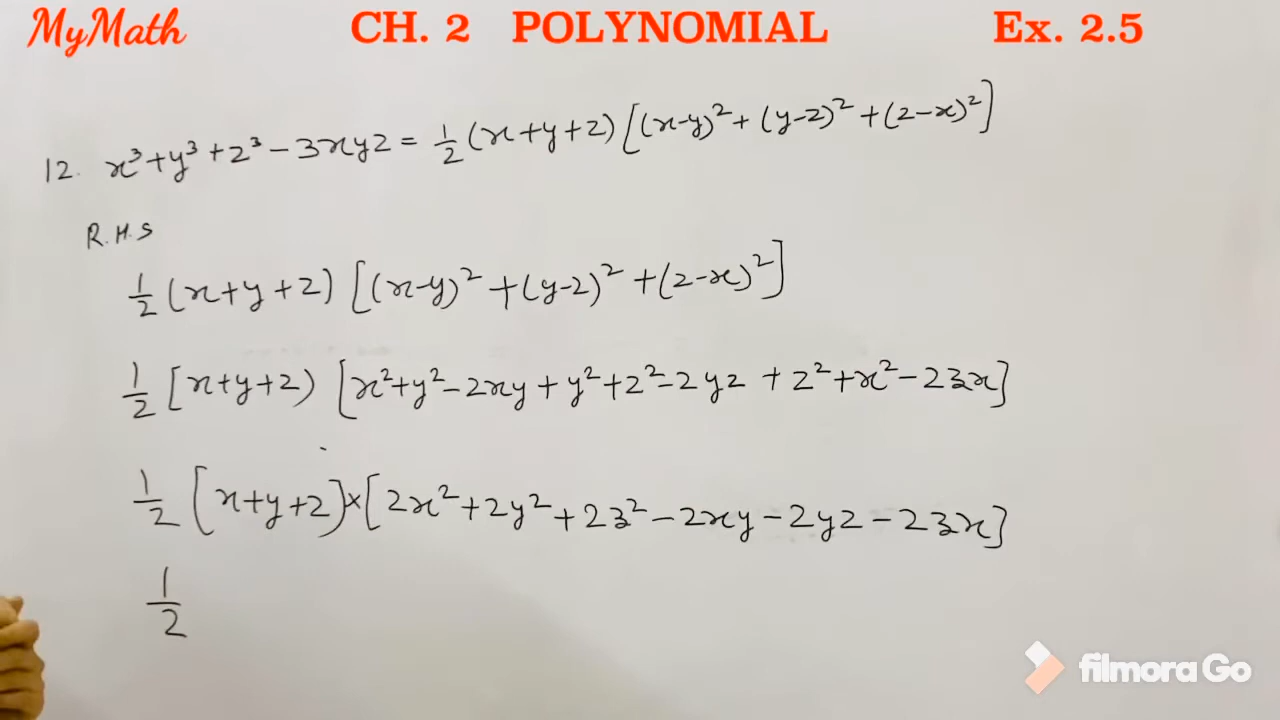 MyMath CH. 2 POLYNOMIAL Ex. 2.5
12. x³+y³+z³-3xyz = 1/2 (x+y+z) [(x-y)²+(y-z)²+(z-x)²]
R.H.S
1/2 (x+y+z) [(x-y)²+(y-z)²+(z-x)²]
1/2 [x+y+z) [x²+y²-2xy+y²+z²-2yz+z²+x²-2zx]
1/2 [x+y+z]×[2x²+2y²+2z²-2xy-2yz-2zx]
1/2
filmoraGo